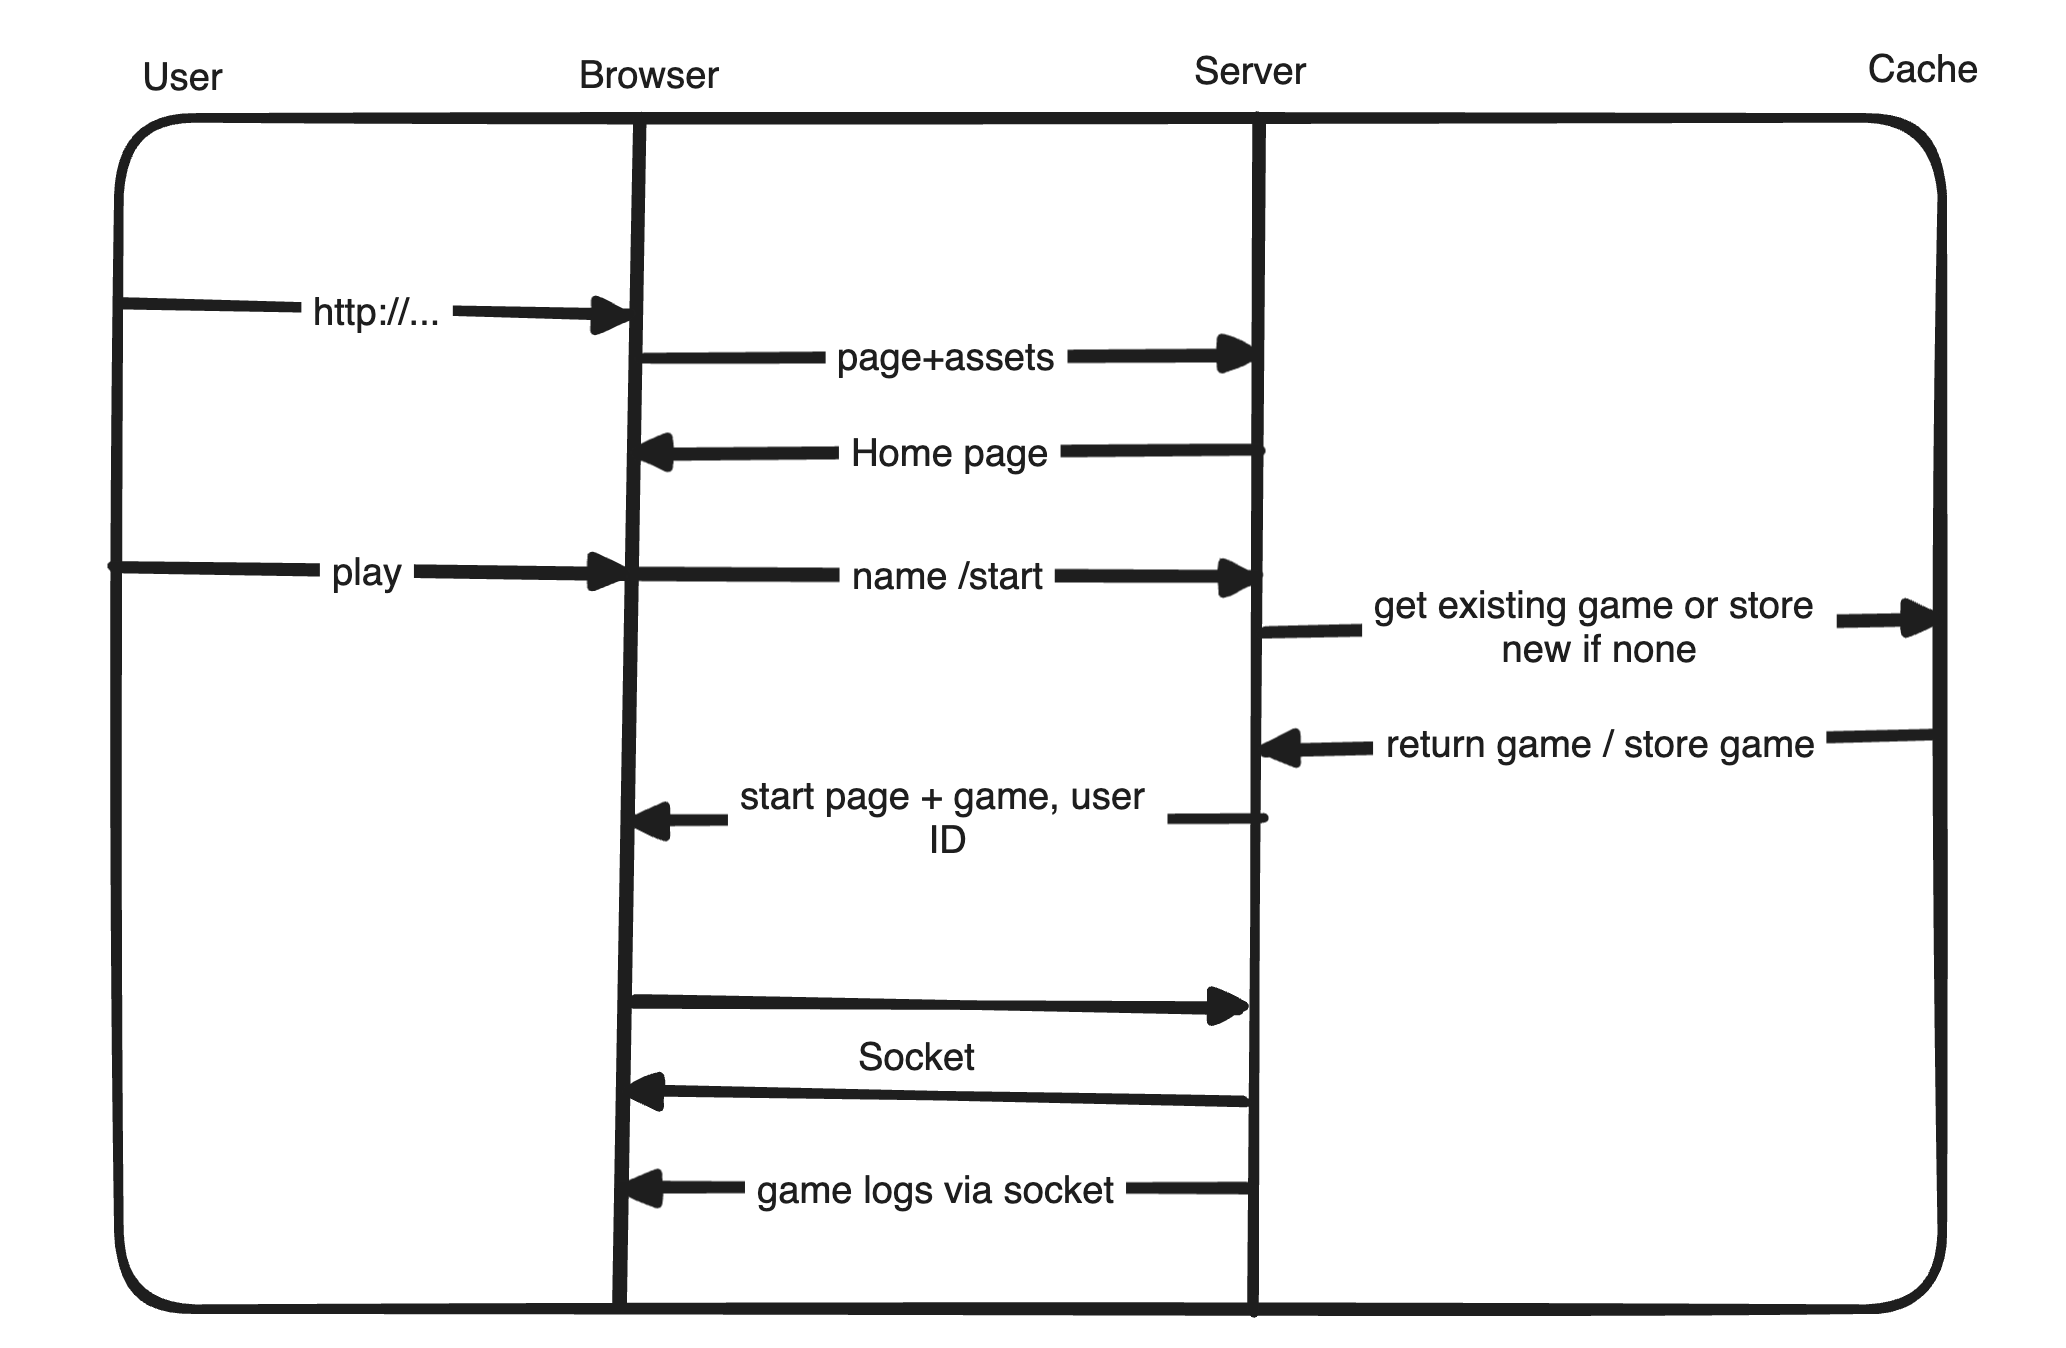 User
Browser
Server
Cache
http://...
page+assets
Home page
play
name /start
get existing game or store
new if none
return game / store game
start page + game, user
ID
Socket
game logs via socket